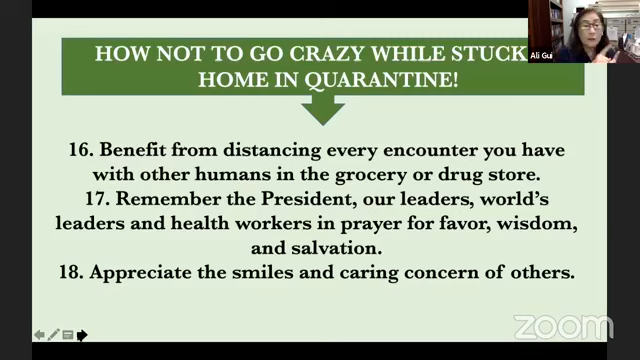 HOW NOT TO GO CRAZY WHILE STUCK
HOME IN QUARANTINE!
Ali Gui
16. Benefit from distancing every encounter you have
with other humans in the grocery or drug store.
17. Remember the President, our leaders, world’s
leaders and health workers in prayer for favor, wisdom,
and salvation.
18. Appreciate the smiles and caring concern of others.
zoom